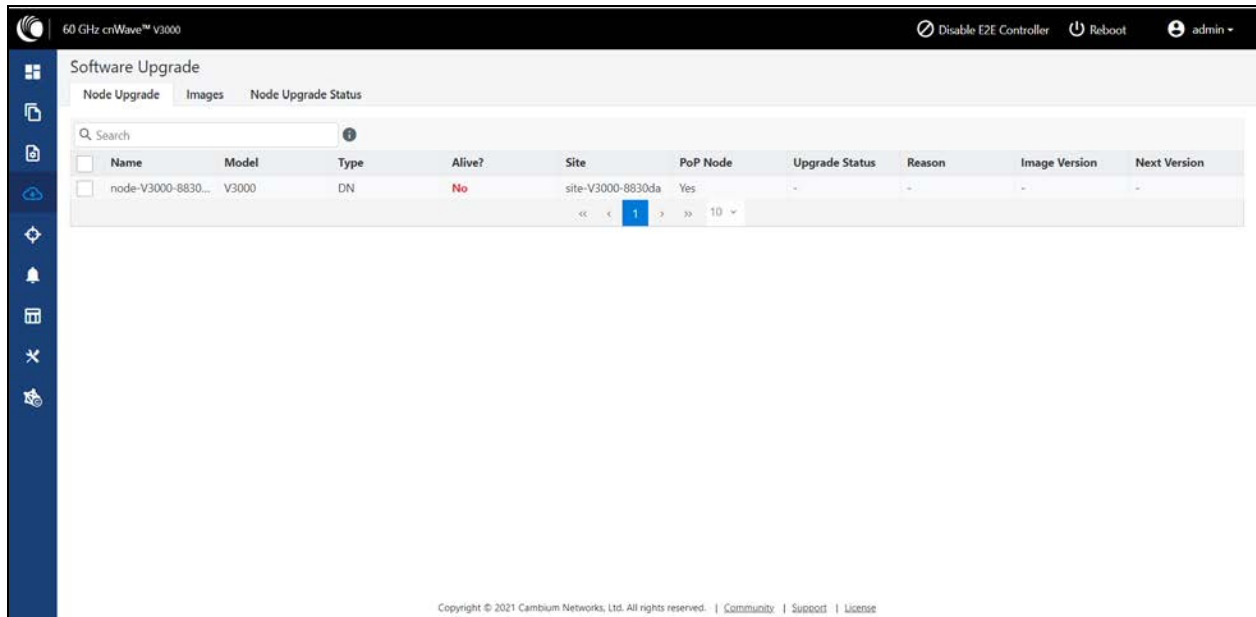 60 GHz cnWave™ V3000 Disable E2E Controller Reboot admin
Software Upgrade
Node Upgrade Images Node Upgrade Status
Search
Name Model Type Alive? Site PoP Node Upgrade Status Reason Image Version Next Version
node-V3000-8830... V3000 DN No site-V3000-8830da Yes - - - -
« ‹ 1 › » 10
Copyright © 2021 Cambium Networks, Ltd. All rights reserved. | Community | Support | License